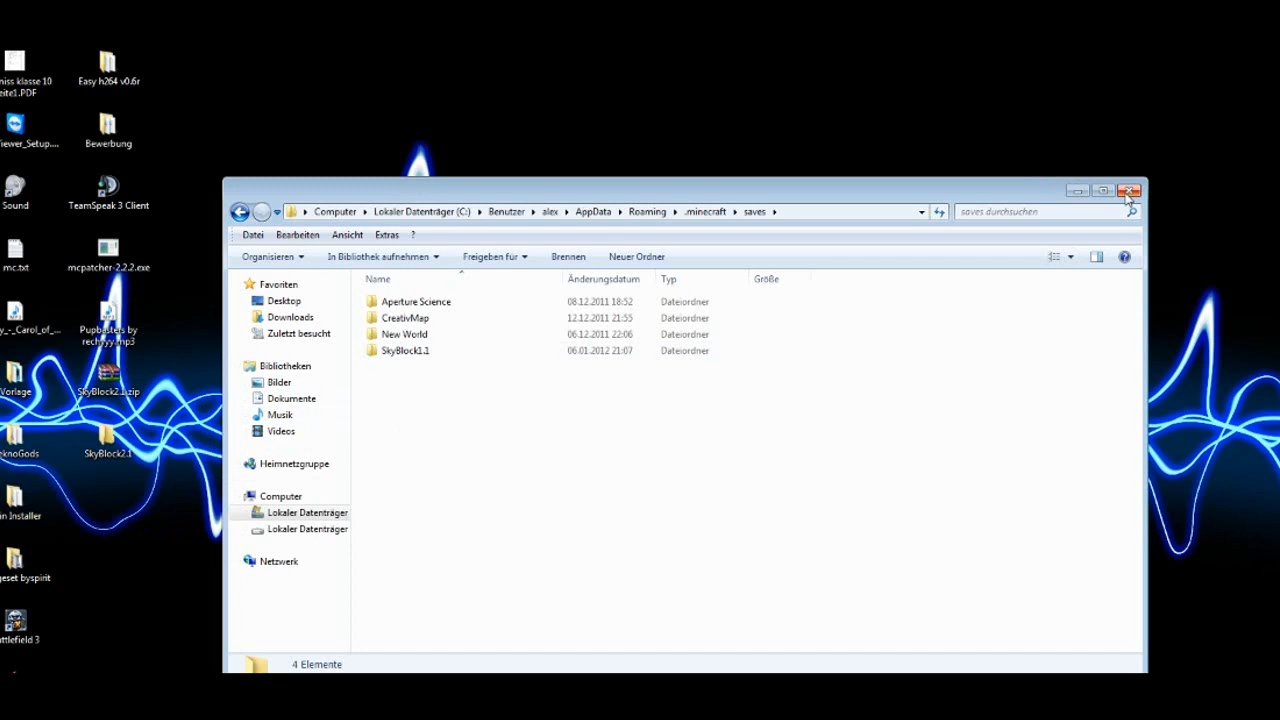 niss klasse 10
eite1.PDF
Easy h264 v0.6r
Viewer_Setup....
Bewerbung
Sound
TeamSpeak 3 Client
mc.txt
mcpatcher-2.2.2.exe
y_-_Carol_of_...
Pupbasters by
rechyyy.mp3
Vorlage
SkyBlock2.1.zip
eknoGods
SkyBlock2.1
in Installer
geset byspirit
attlefield 3
Computer Lokaler Datenträger (C:) Benutzer alex AppData Roaming .minecraft saves
saves durchsuchen
Datei Bearbeiten Ansicht Extras ?
Organisieren In Bibliothek aufnehmen Freigeben für Brennen Neuer Ordner
Name Änderungsdatum Typ Größe
Aperture Science 08.12.2011 18:52 Dateiordner
CreativMap 12.12.2011 21:55 Dateiordner
New World 06.12.2011 22:06 Dateiordner
SkyBlock1.1 06.01.2012 21:07 Dateiordner
Favoriten
Desktop
Downloads
Zuletzt besucht
Bibliotheken
Bilder
Dokumente
Musik
Videos
Heimnetzgruppe
Computer
Lokaler Datenträger
Lokaler Datenträger
Netzwerk
4 Elemente